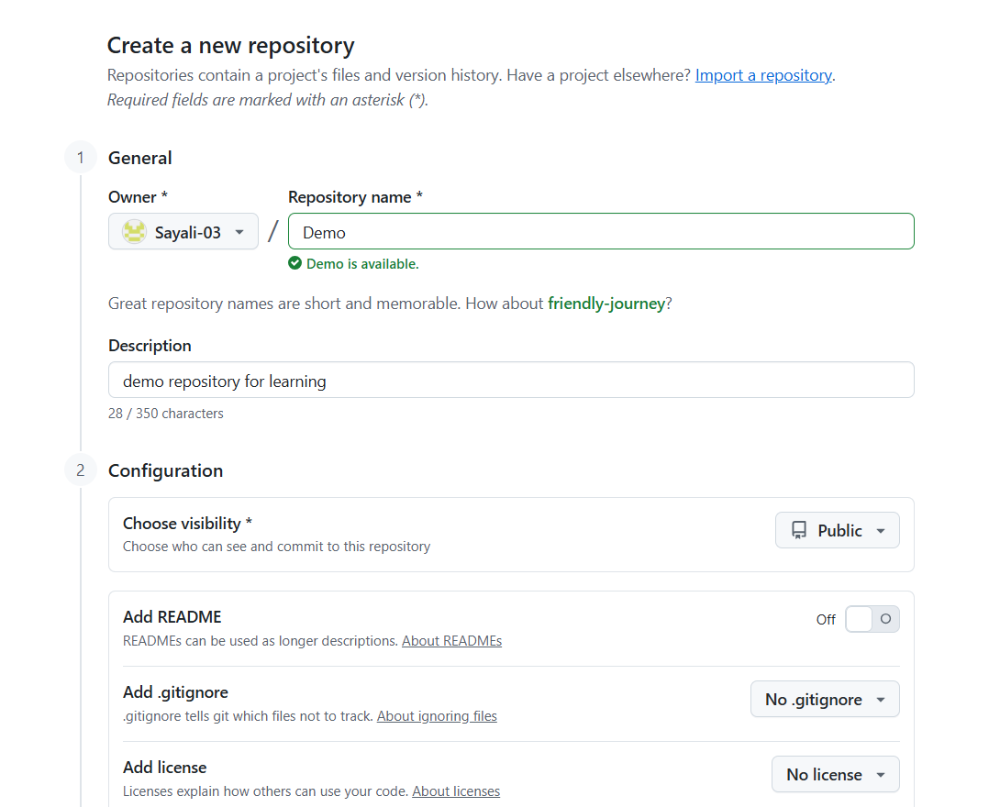 Create a new repository
Repositories contain a project's files and version history. Have a project elsewhere? Import a repository.
Required fields are marked with an asterisk (*).
1 General
Owner * Repository name *
Sayali-03 / Demo
Demo is available.
Great repository names are short and memorable. How about friendly-journey?
Description
demo repository for learning
28 / 350 characters
2 Configuration
Choose visibility *
Choose who can see and commit to this repository
Public
Add README
READMEs can be used as longer descriptions. About READMEs
Off
Add .gitignore
.gitignore tells git which files not to track. About ignoring files
No .gitignore
Add license
Licenses explain how others can use your code. About licenses
No license